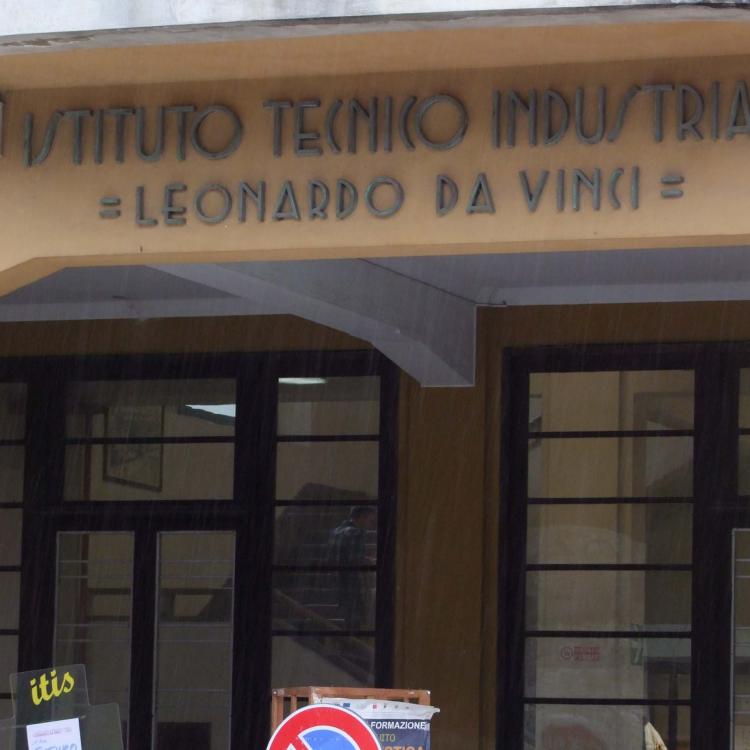 ISTITUTO TECNICO INDUSTRIA
= LEONARDO DA VINCI =
itis
FORMAZIONE